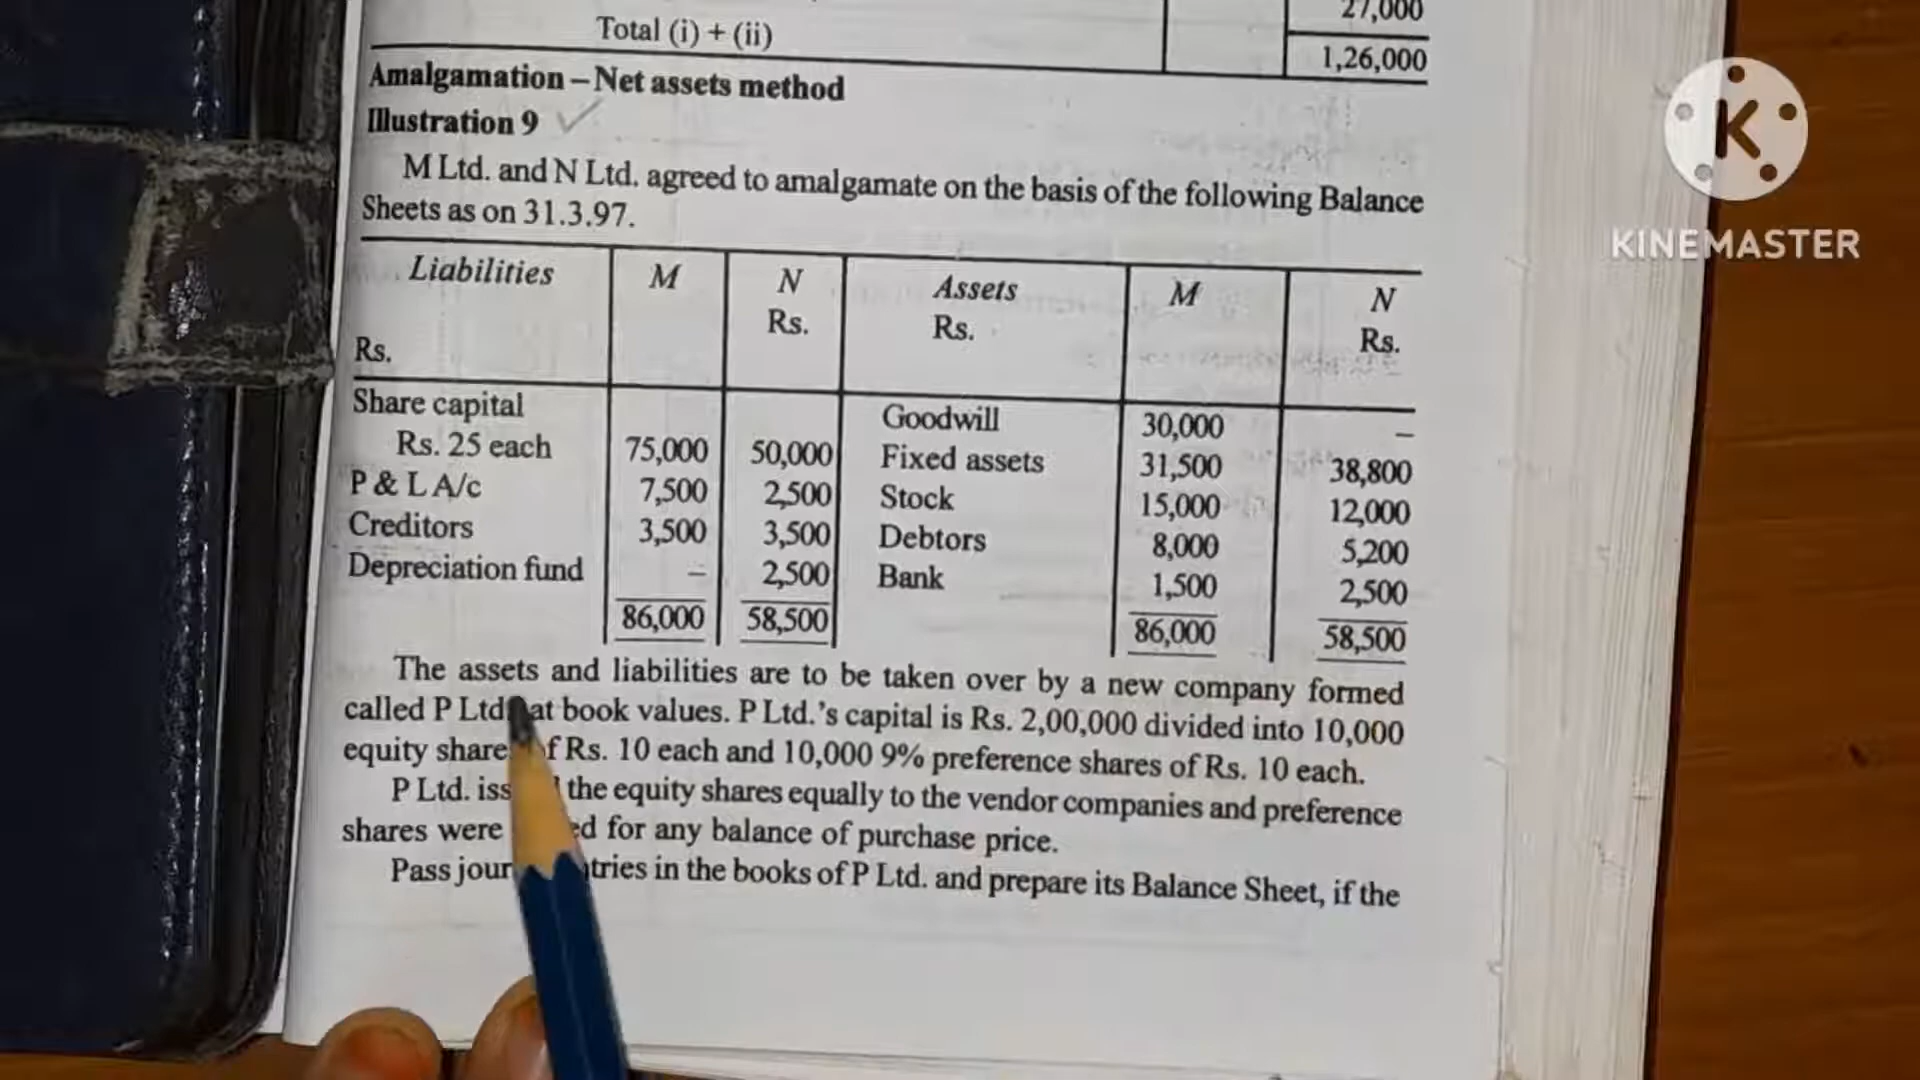 27,000
Total (i) + (ii) 1,26,000
Amalgamation – Net assets method
Illustration 9
M Ltd. and N Ltd. agreed to amalgamate on the basis of the following Balance
Sheets as on 31.3.97.
Liabilities M N Assets M N
Rs. Rs. Rs.
Rs.
Share capital Goodwill 30,000 –
Rs. 25 each 75,000 50,000 Fixed assets 31,500 38,800
P & L A/c 7,500 2,500 Stock 15,000 12,000
Creditors 3,500 3,500 Debtors 8,000 5,200
Depreciation fund – 2,500 Bank 1,500 2,500
86,000 58,500 86,000 58,500
The assets and liabilities are to be taken over by a new company formed
called P Ltd at book values. P Ltd.'s capital is Rs. 2,00,000 divided into 10,000
equity share of Rs. 10 each and 10,000 9% preference shares of Rs. 10 each.
P Ltd. the equity shares equally to the vendor companies and preference
shares were for any balance of purchase price.
Pass in the books of P Ltd. and prepare its Balance Sheet, if the
K
KINEMASTER